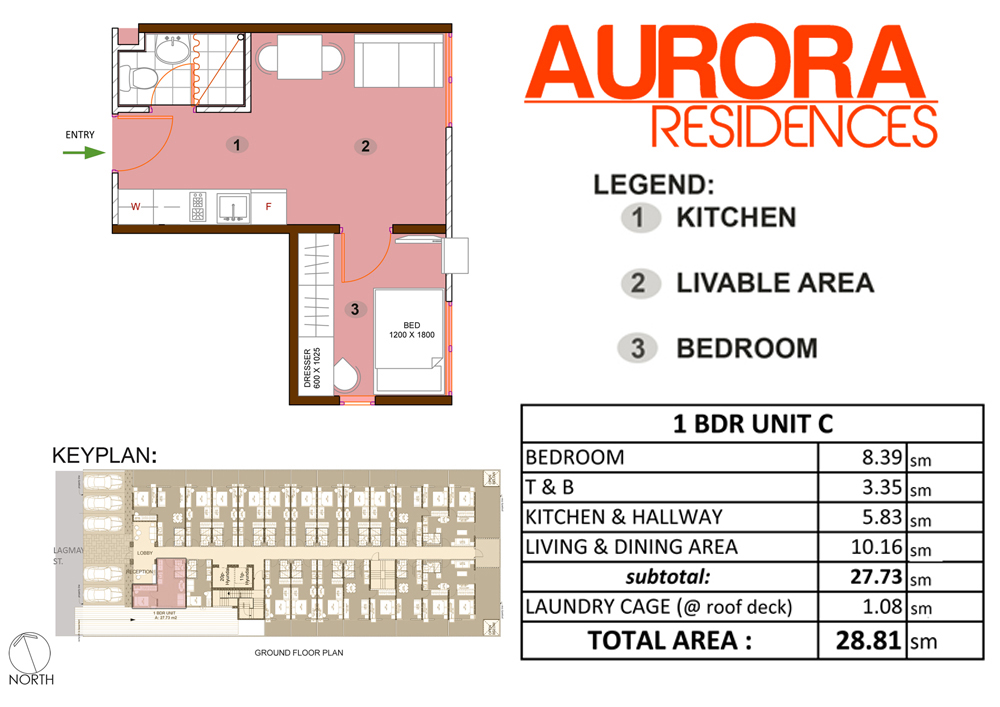 AURORA
RESIDENCES
ENTRY
1
2
W
F
3
BED
1200 X 1800
DRESSER
600 X 1025
LEGEND:
1 KITCHEN
2 LIVABLE AREA
3 BEDROOM
1 BDR UNIT C
BEDROOM 8.39 sm
T & B 3.35 sm
KITCHEN & HALLWAY 5.83 sm
LIVING & DINING AREA 10.16 sm
subtotal: 27.73 sm
LAUNDRY CAGE (@ roof deck) 1.08 sm
TOTAL AREA : 28.81 sm
KEYPLAN:
LAGMAY
ST.
LOBBY
RECEPTION
1 BDR UNIT
A: 27.73 m2
GROUND FLOOR PLAN
NORTH